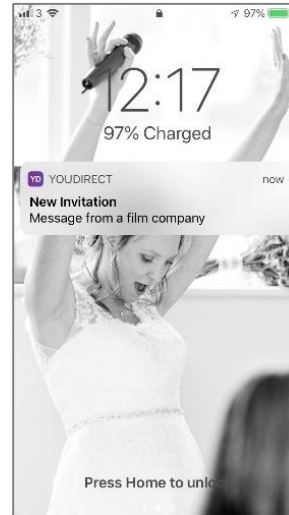 3 97%
12:17
97% Charged
YD YOUDIRECT now
New Invitation
Message from a film company
Press Home to unlo